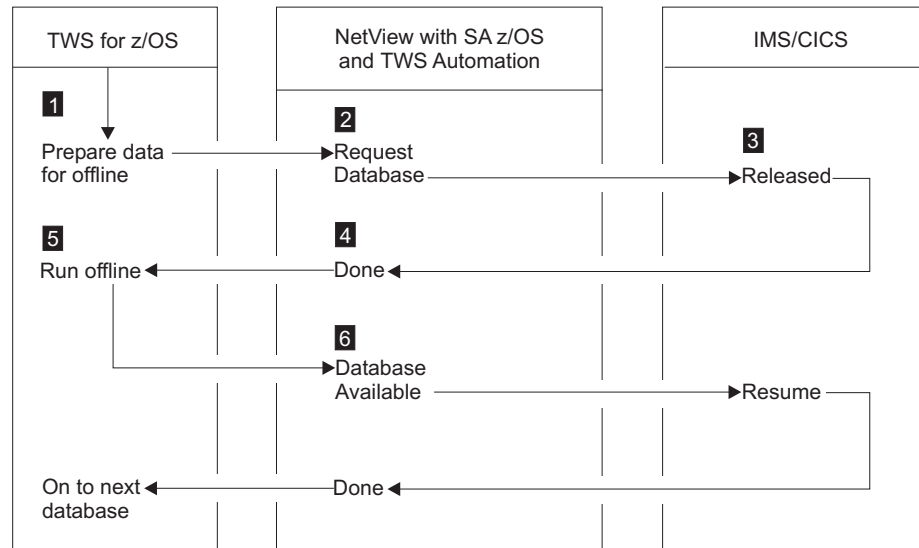 TWS for z/OS
NetView with SA z/OS
and TWS Automation
IMS/CICS
1
Prepare data
for offline
2
Request
Database
3
Released
4
Done
5
Run offline
6
Database
Available
Resume
Done
On to next
database